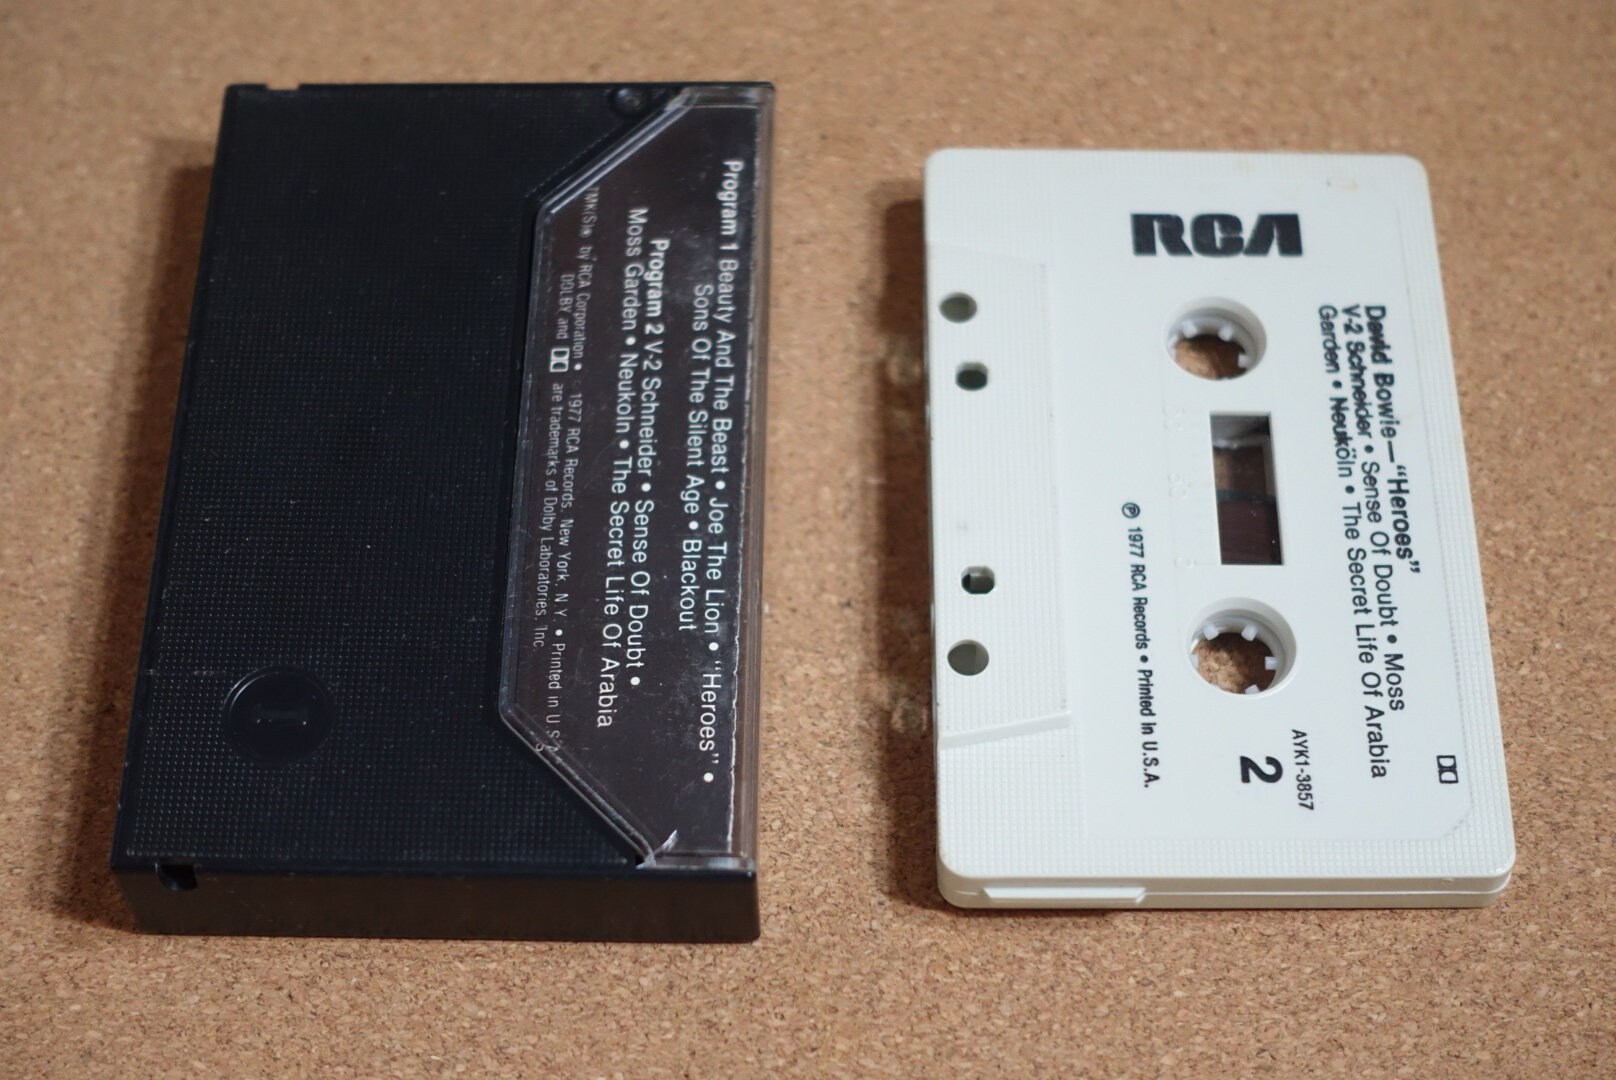 Program 1 Beauty And The Beast • Joe The Lion • "Heroes" •
Sons Of The Silent Age • Blackout
Program 2 V-2 Schneider • Sense Of Doubt •
Moss Garden • Neukoln • The Secret Life Of Arabia
TMK(S)® by RCA Corporation • © 1977 RCA Records, New York, N.Y. • Printed in U.S.A.
DOLBY and are trademarks of Dolby Laboratories, Inc.
RCA
David Bowie—"Heroes"
V-2 Schneider • Sense Of Doubt • Moss
Garden • Neuköln • The Secret Life Of Arabia
AYK1-3857
2
℗ 1977 RCA Records • Printed In U.S.A.